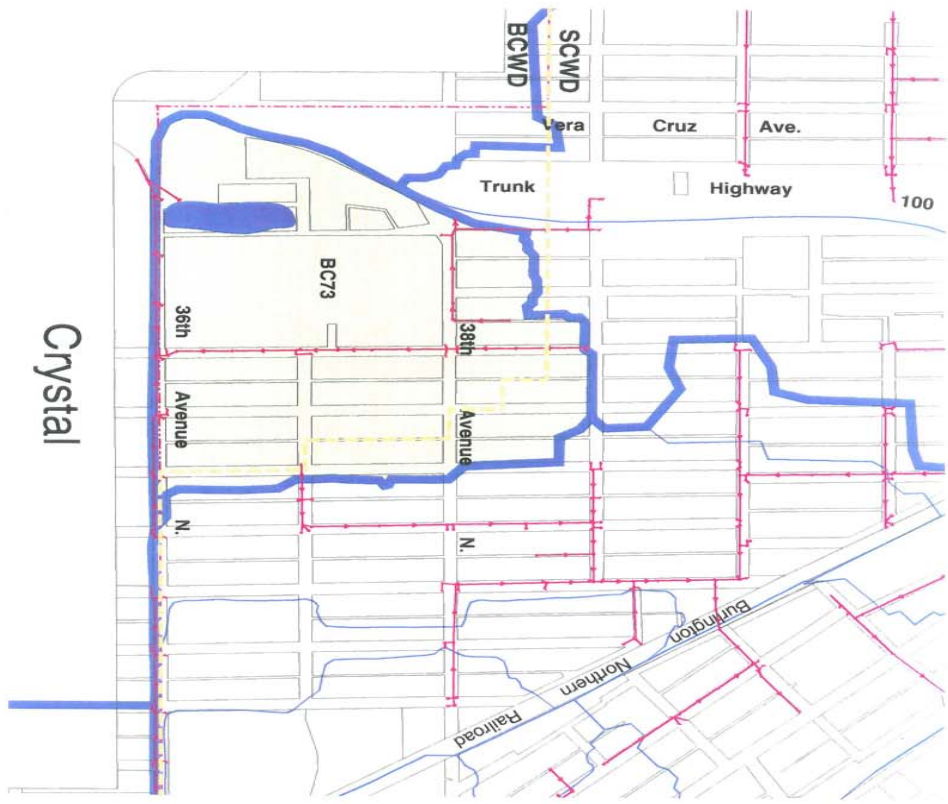 SCWD
BCWD
Vera Cruz Ave.
Trunk Highway 100
BC73
36th Avenue N.
38th Avenue N.
Crystal
Burlington Northern Railroad